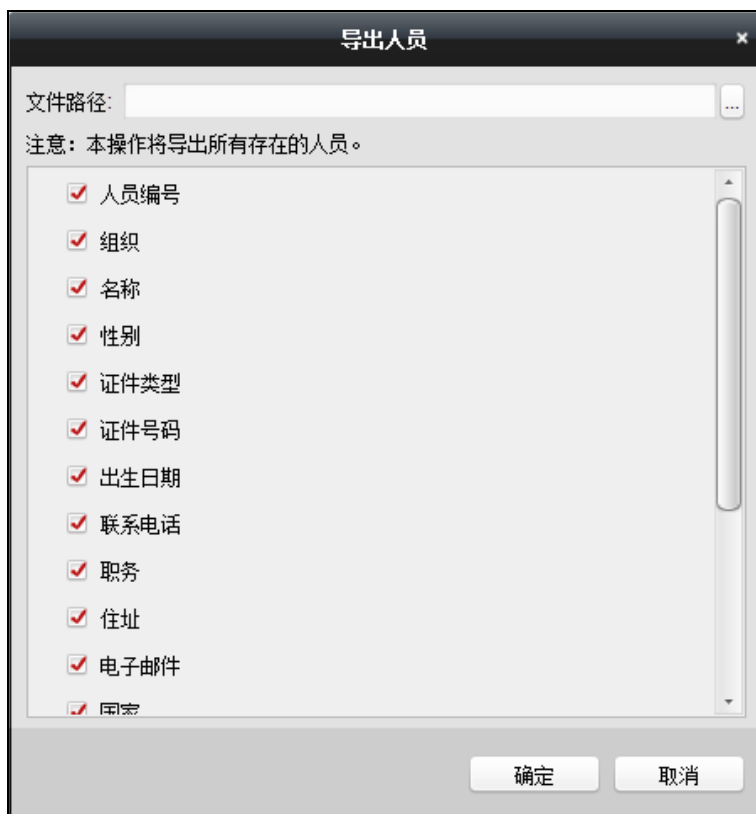 导出人员
文件路径:
...
注意：本操作将导出所有存在的人员。
人员编号
组织
名称
性别
证件类型
证件号码
出生日期
联系电话
职务
住址
电子邮件
国家
确定
取消